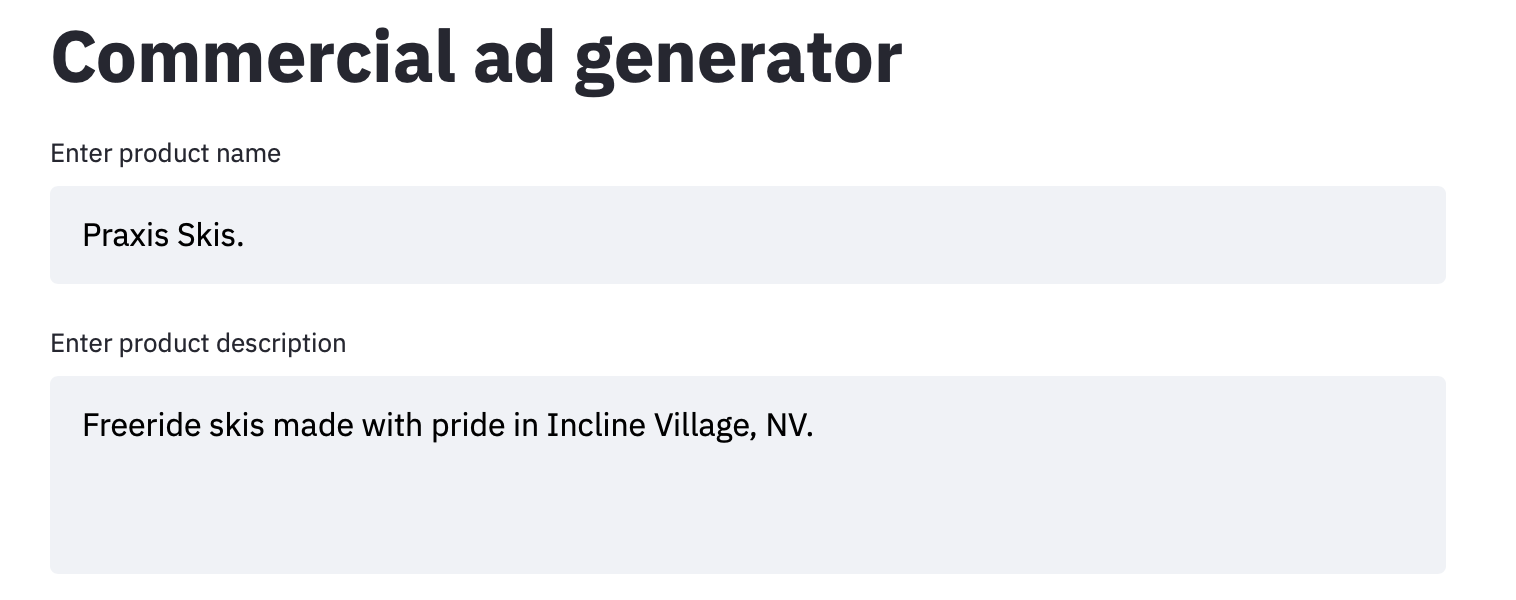 Commercial ad generator
Enter product name
Praxis Skis.
Enter product description
Freeride skis made with pride in Incline Village, NV.